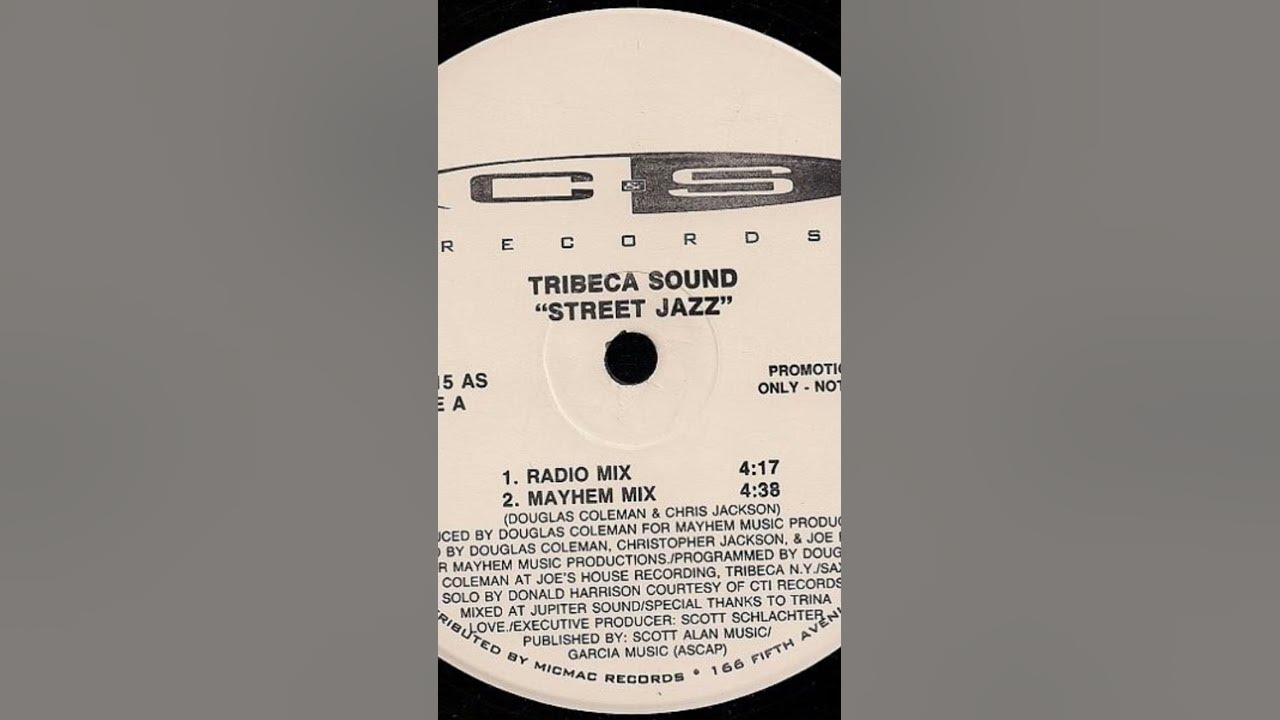 C & S
RECORDS
TRIBECA SOUND
“STREET JAZZ”
15 AS
E A
PROMOTIO
ONLY - NOT
1. RADIO MIX 4:17
2. MAYHEM MIX 4:38
(DOUGLAS COLEMAN & CHRIS JACKSON)
UCED BY DOUGLAS COLEMAN FOR MAYHEM MUSIC PRODUC
D BY DOUGLAS COLEMAN, CHRISTOPHER JACKSON, & JOE
R MAYHEM MUSIC PRODUCTIONS./PROGRAMMED BY DOUG
COLEMAN AT JOE'S HOUSE RECORDING, TRIBECA N.Y./SAX
SOLO BY DONALD HARRISON COURTESY OF CTI RECORDS
MIXED AT JUPITER SOUND/SPECIAL THANKS TO TRINA
LOVE./EXECUTIVE PRODUCER: SCOTT SCHLACHTER
PUBLISHED BY: SCOTT ALAN MUSIC/
GARCIA MUSIC (ASCAP)
TRIBUTED BY MICMAC RECORDS • 166 FIFTH AVENU